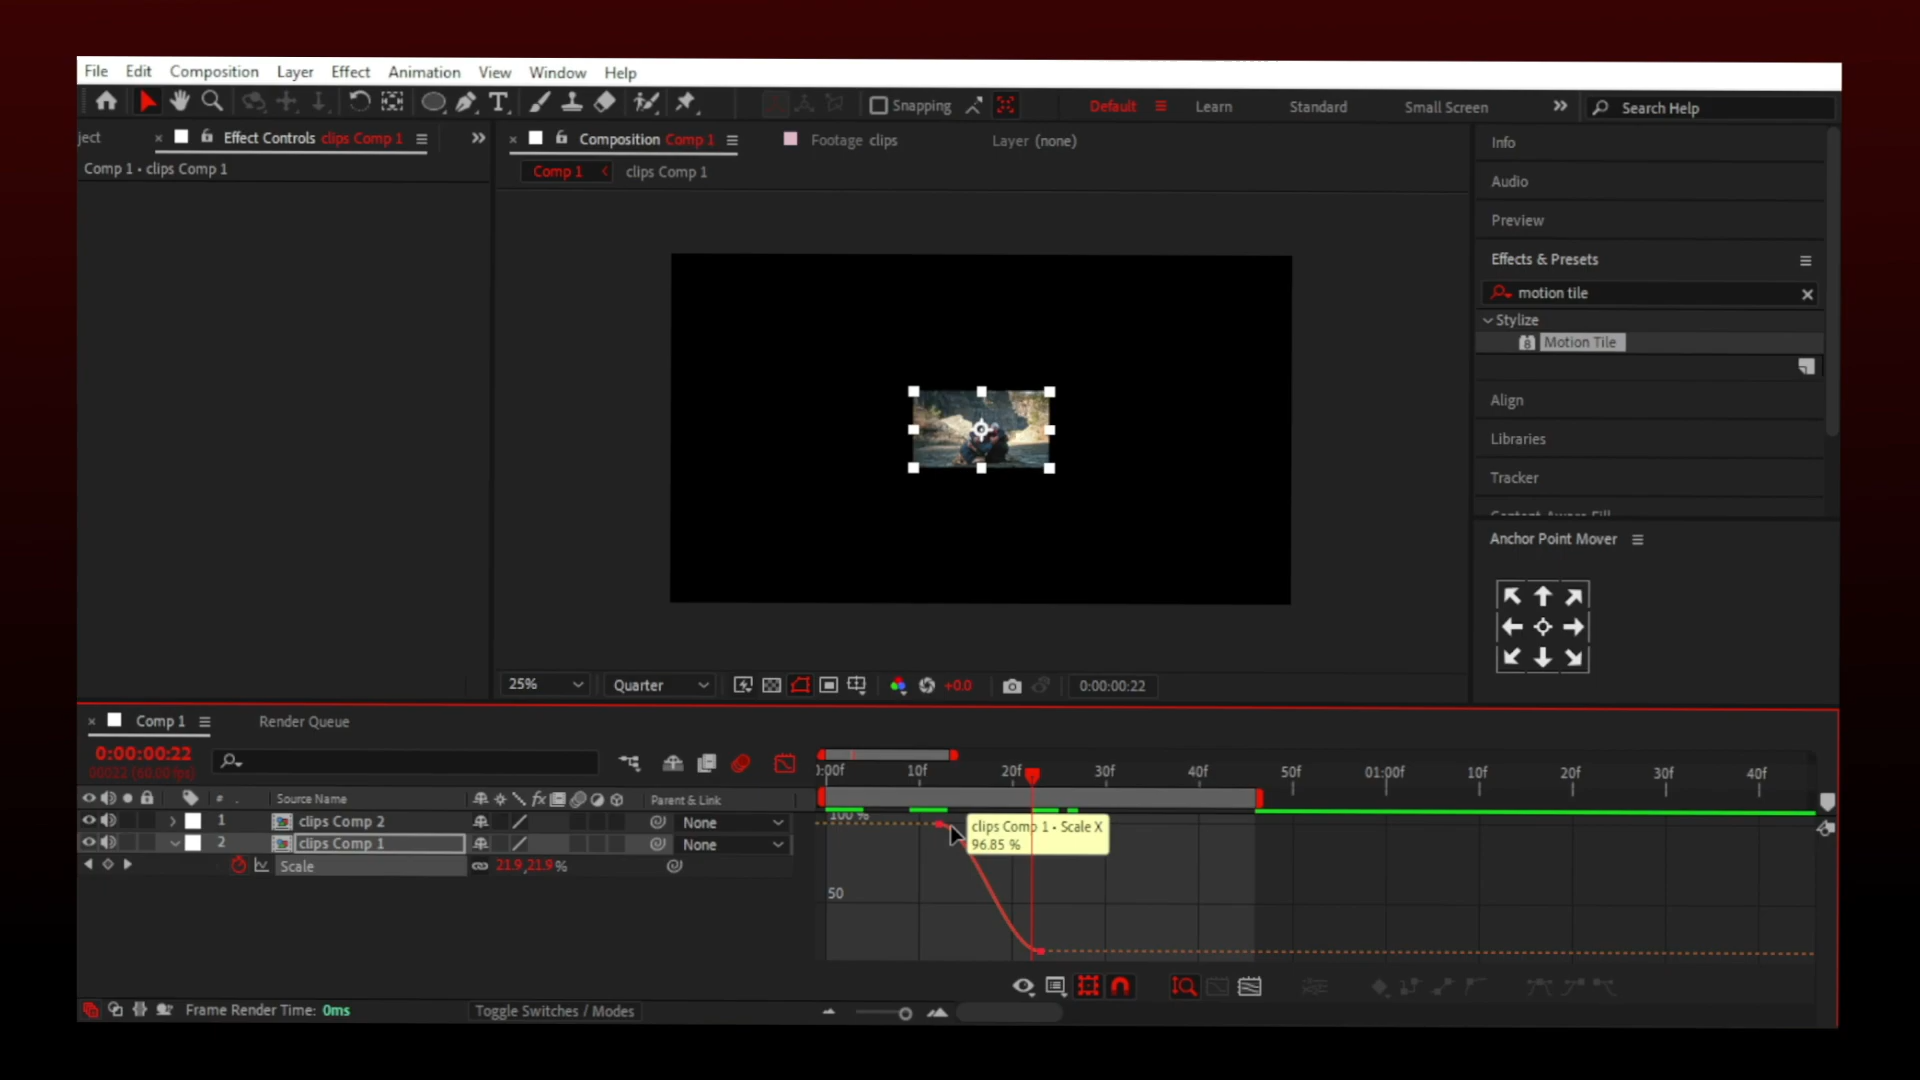 File Edit Composition Layer Effect Animation View Window Help
Snapping
Default Learn Standard Small Screen
Search Help
ject Effect Controls clips Comp 1
Comp 1 • clips Comp 1
Composition Comp 1
Footage clips
Layer (none)
Comp 1 clips Comp 1
Info
Audio
Preview
Effects & Presets
motion tile
Stylize
Motion Tile
Align
Libraries
Tracker
Content-Aware Fill
Anchor Point Mover
25% Quarter +0.0 0:00:00:22
Comp 1 Render Queue
0:00:00:22
00022 (60.00 fps)
# Source Name fx Parent & Link
1 clips Comp 2 None
2 clips Comp 1 None
Scale 21.9,21.9%
:00f 10f 20f 30f 40f 50f 01:00f 10f 20f 30f 40f
100 %
clips Comp 1 • Scale X
96.85 %
50
Frame Render Time: 0ms
Toggle Switches / Modes